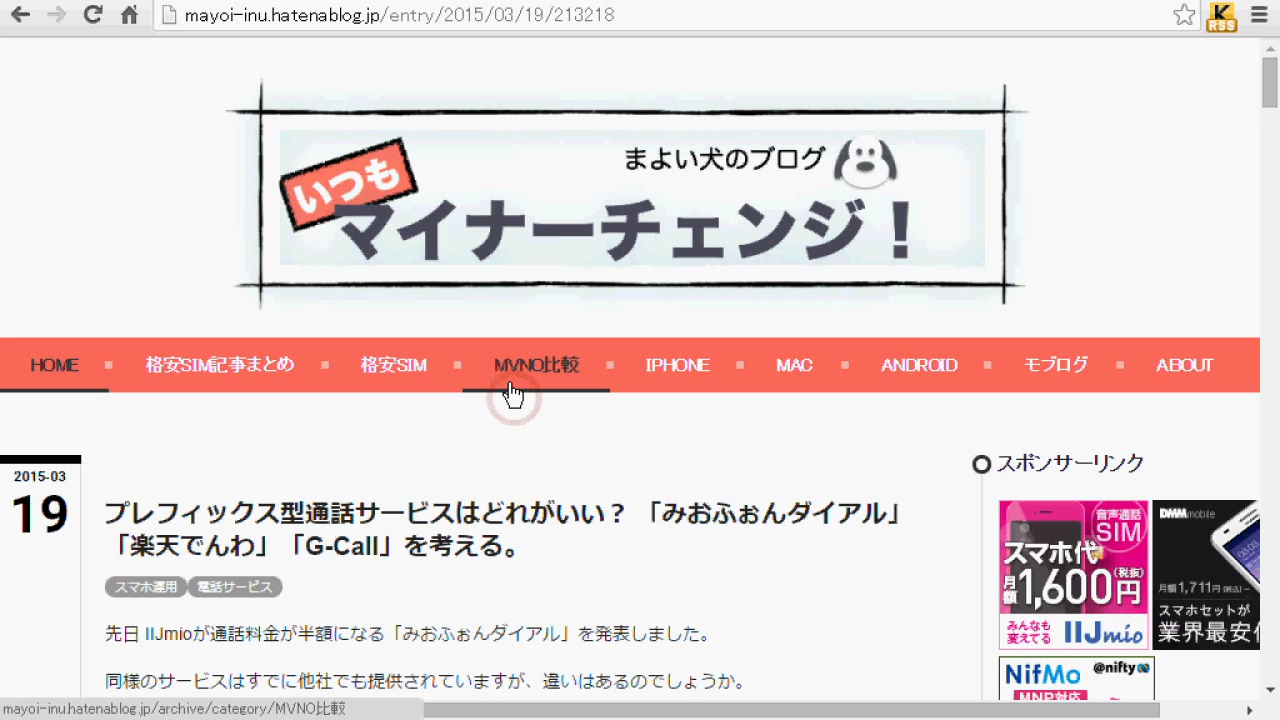 mayoi-inu.hatenablog.jp/entry/2015/03/19/213218
K
RSS
まよい犬のブログ
いつも
マイナーチェンジ！
HOME 格安SIM記事まとめ 格安SIM MVNO比較 IPHONE MAC ANDROID モブログ ABOUT
2015-03
19
プレフィックス型通話サービスはどれがいい？ 「みおふぉんダイアル」
「楽天でんわ」「G-Call」を考える。
スマホ運用 電話サービス
先日 IIJmioが通話料金が半額になる「みおふぉんダイアル」を発表しました。
同様のサービスはすでに他社でも提供されていますが、違いはあるのでしょうか。
スポンサーリンク
音声通話
SIM
スマホ代
月額1,600円(税抜)
みんなも
変えてる IIJmio
DMMmobile
月額1,711円(税込)~
スマホセットが
業界最安
NifMo @nifty
MNP対応
mayoi-inu.hatenablog.jp/archive/category/MVNO比較